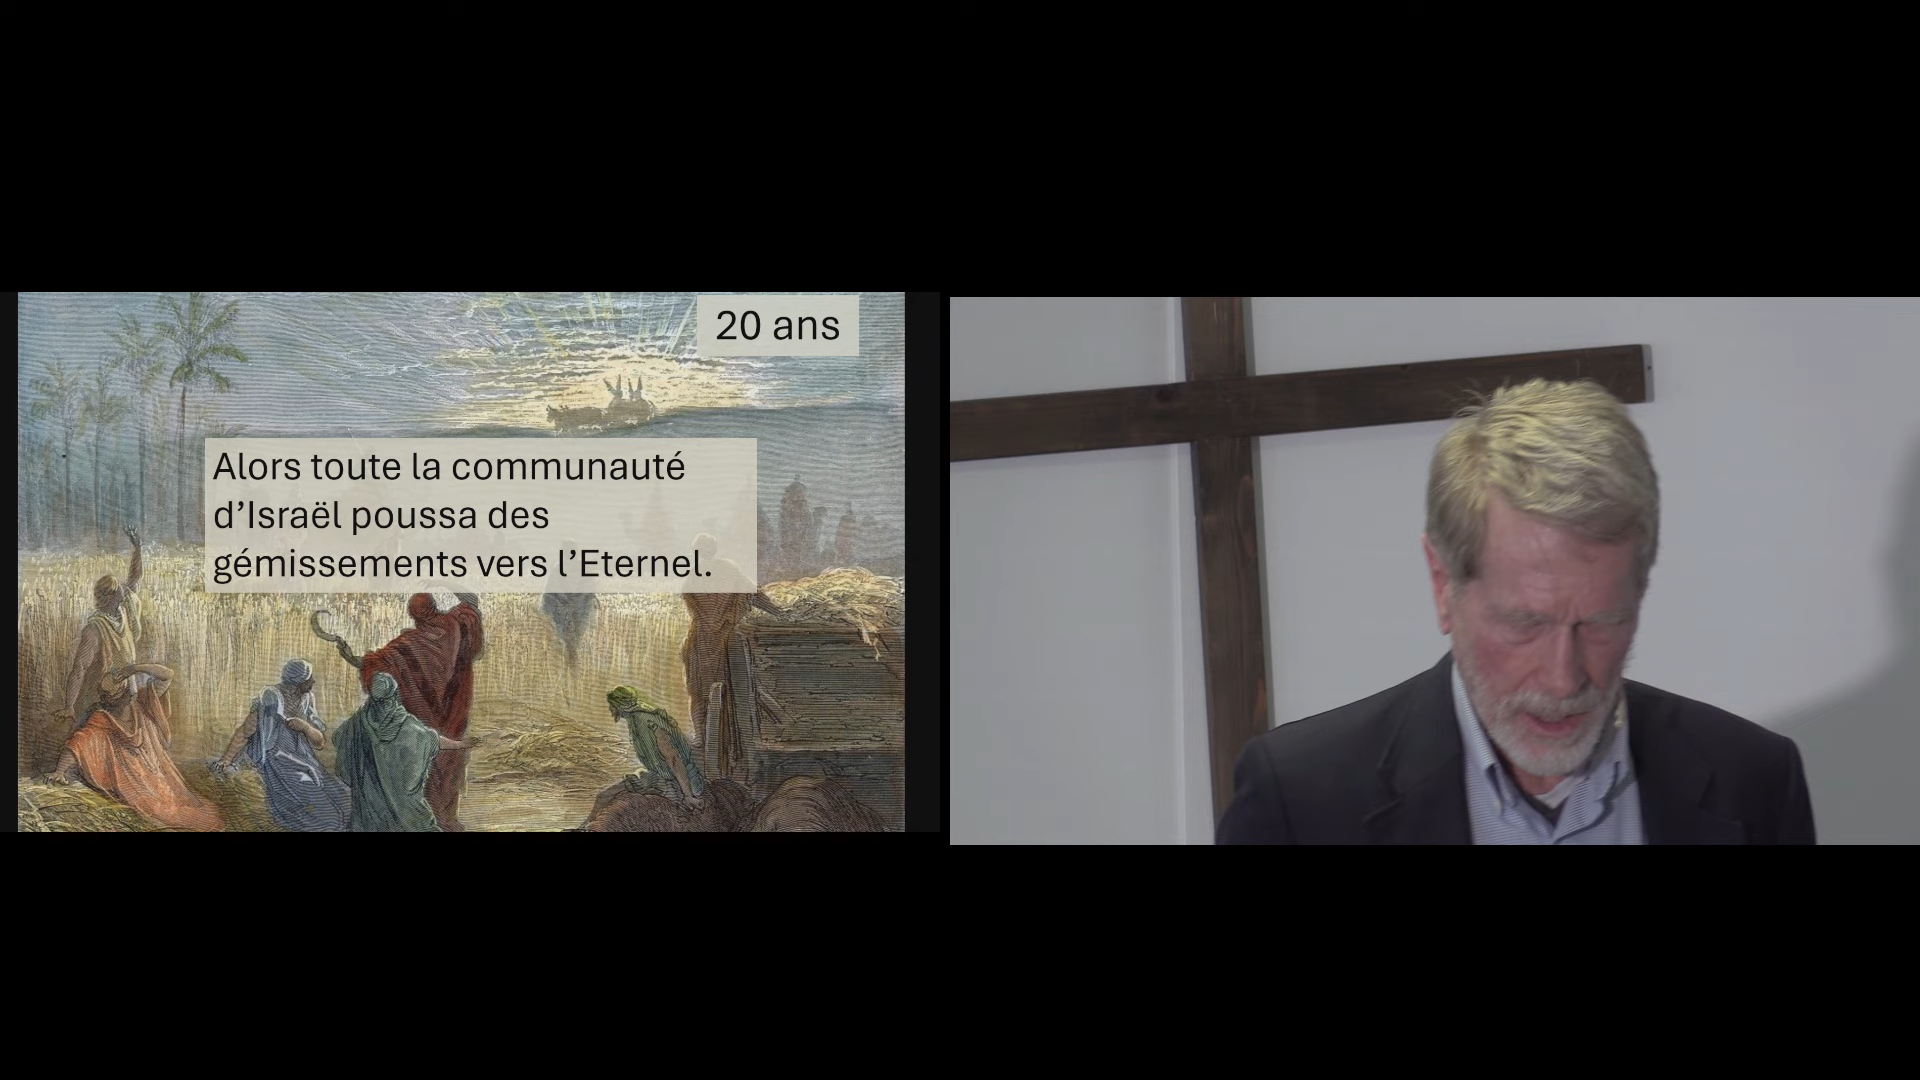 20 ans
Alors toute la communauté
d’Israël poussa des
gémissements vers l’Eternel.